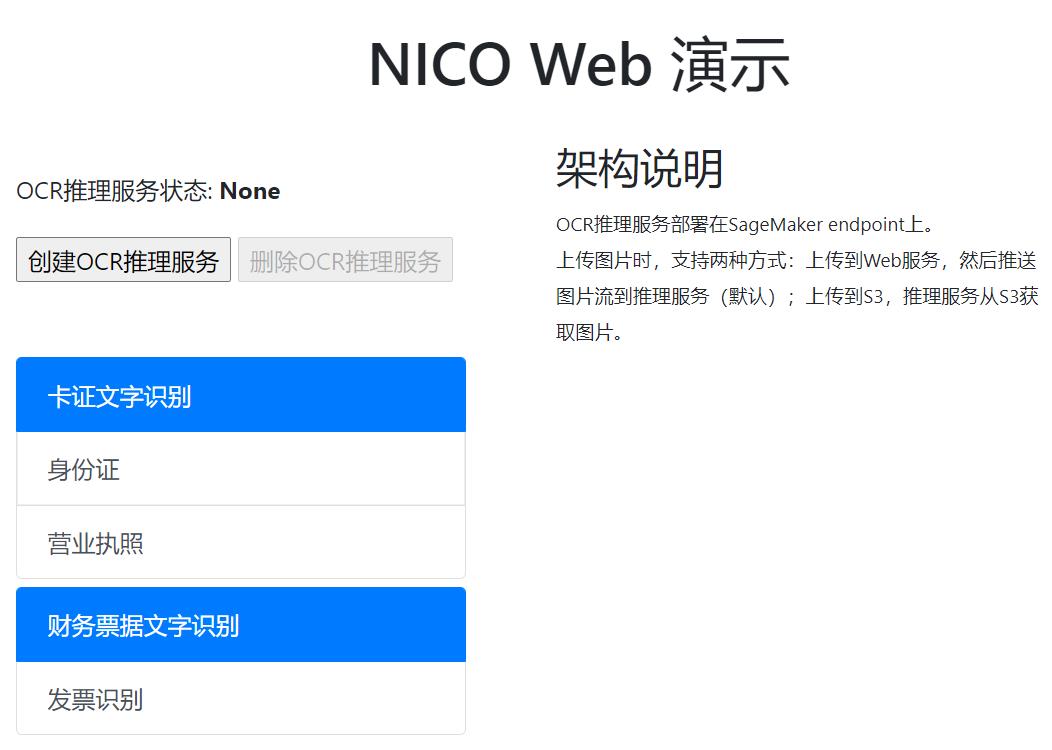 NICO Web 演示
OCR推理服务状态: None
创建OCR推理服务 删除OCR推理服务
卡证文字识别
身份证
营业执照
财务票据文字识别
发票识别
架构说明
OCR推理服务部署在SageMaker endpoint上。
上传图片时，支持两种方式：上传到Web服务，然后推送
图片流到推理服务（默认）；上传到S3，推理服务从S3获
取图片。